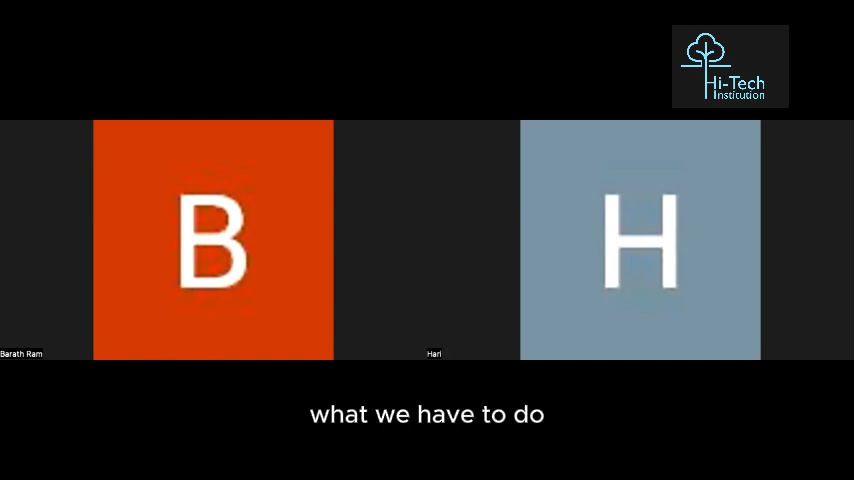 Hi-Tech
Institution
B
H
Barath Ram
Hari
what we have to do